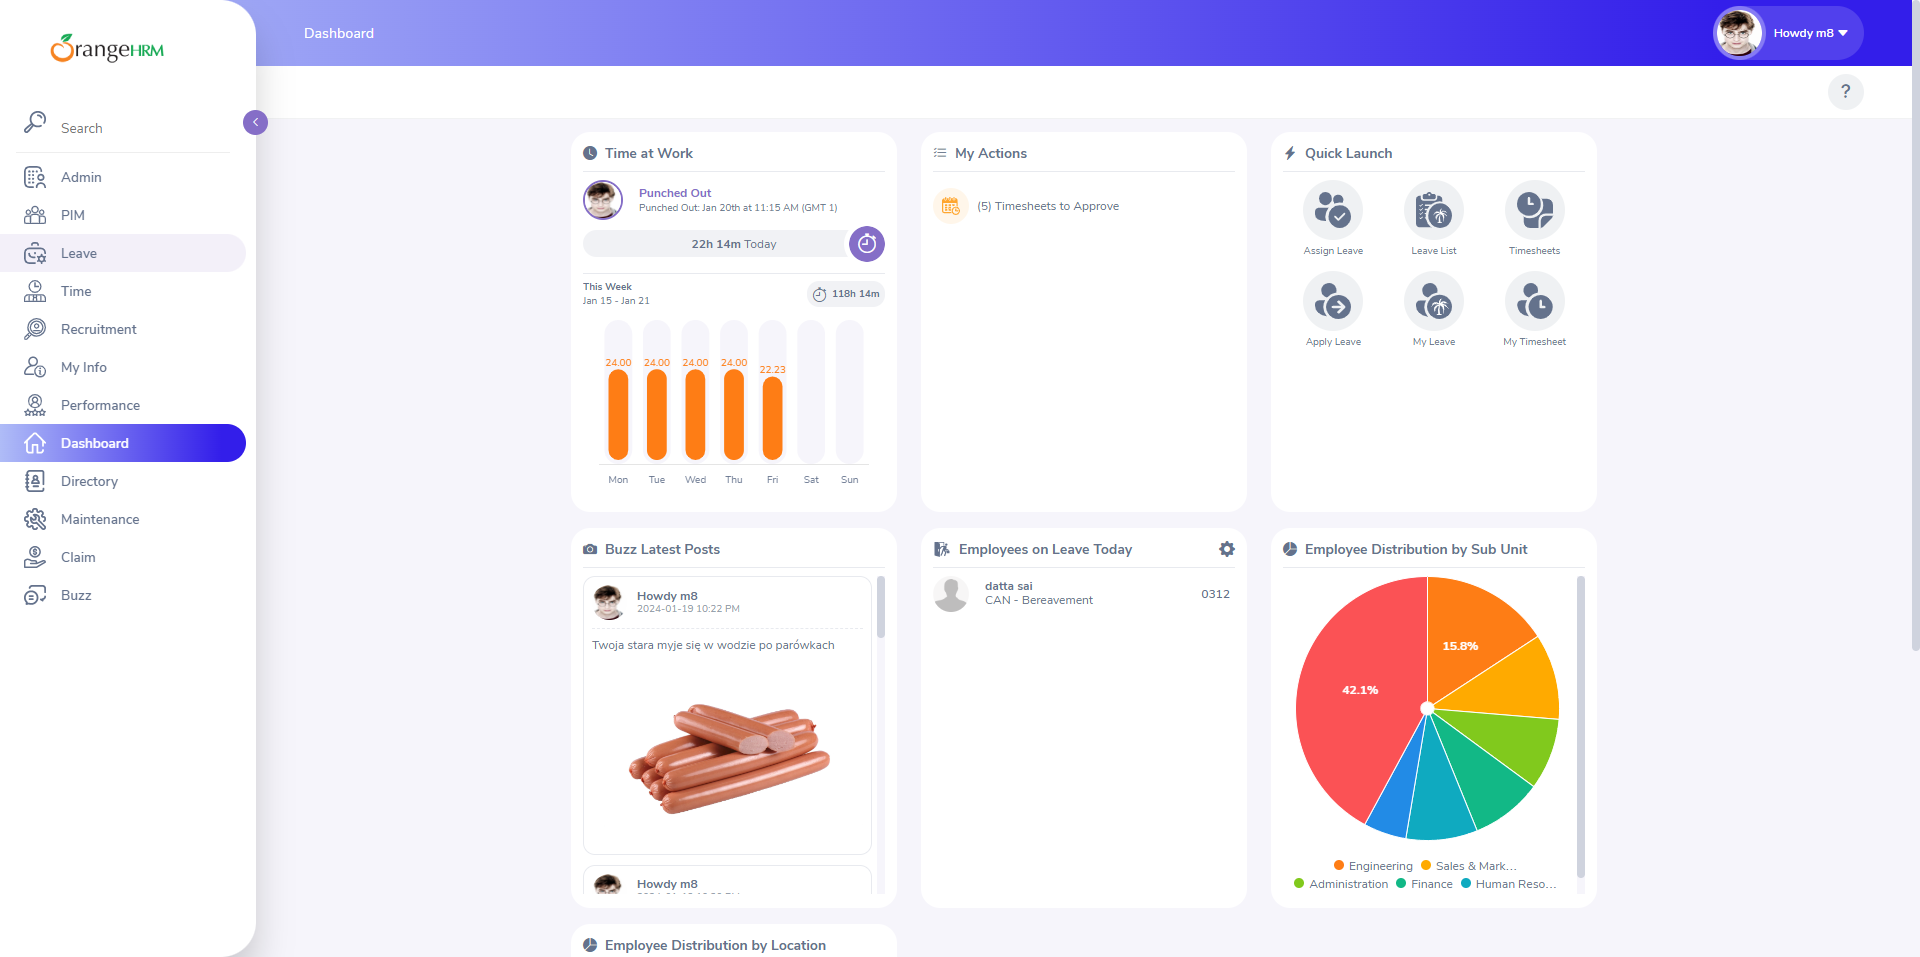 OrangeHRM
Dashboard
Howdy m8
?
Search
Admin
PIM
Leave
Time
Recruitment
My Info
Performance
Dashboard
Directory
Maintenance
Claim
Buzz
Time at Work
Punched Out
Punched Out: Jan 20th at 11:15 AM (GMT 1)
22h 14m Today
This Week
Jan 15 - Jan 21
118h 14m
24.00 24.00 24.00 24.00 22.23
Mon Tue Wed Thu Fri Sat Sun
My Actions
(5) Timesheets to Approve
Quick Launch
Assign Leave Leave List Timesheets
Apply Leave My Leave My Timesheet
Buzz Latest Posts
Howdy m8
2024-01-19 10:22 PM
Twoja stara myje się w wodzie po parówkach
Howdy m8
Employees on Leave Today
datta sai
CAN - Bereavement
0312
Employee Distribution by Sub Unit
15.8%
42.1%
Engineering Sales & Mark...
Administration Finance Human Reso...
Employee Distribution by Location